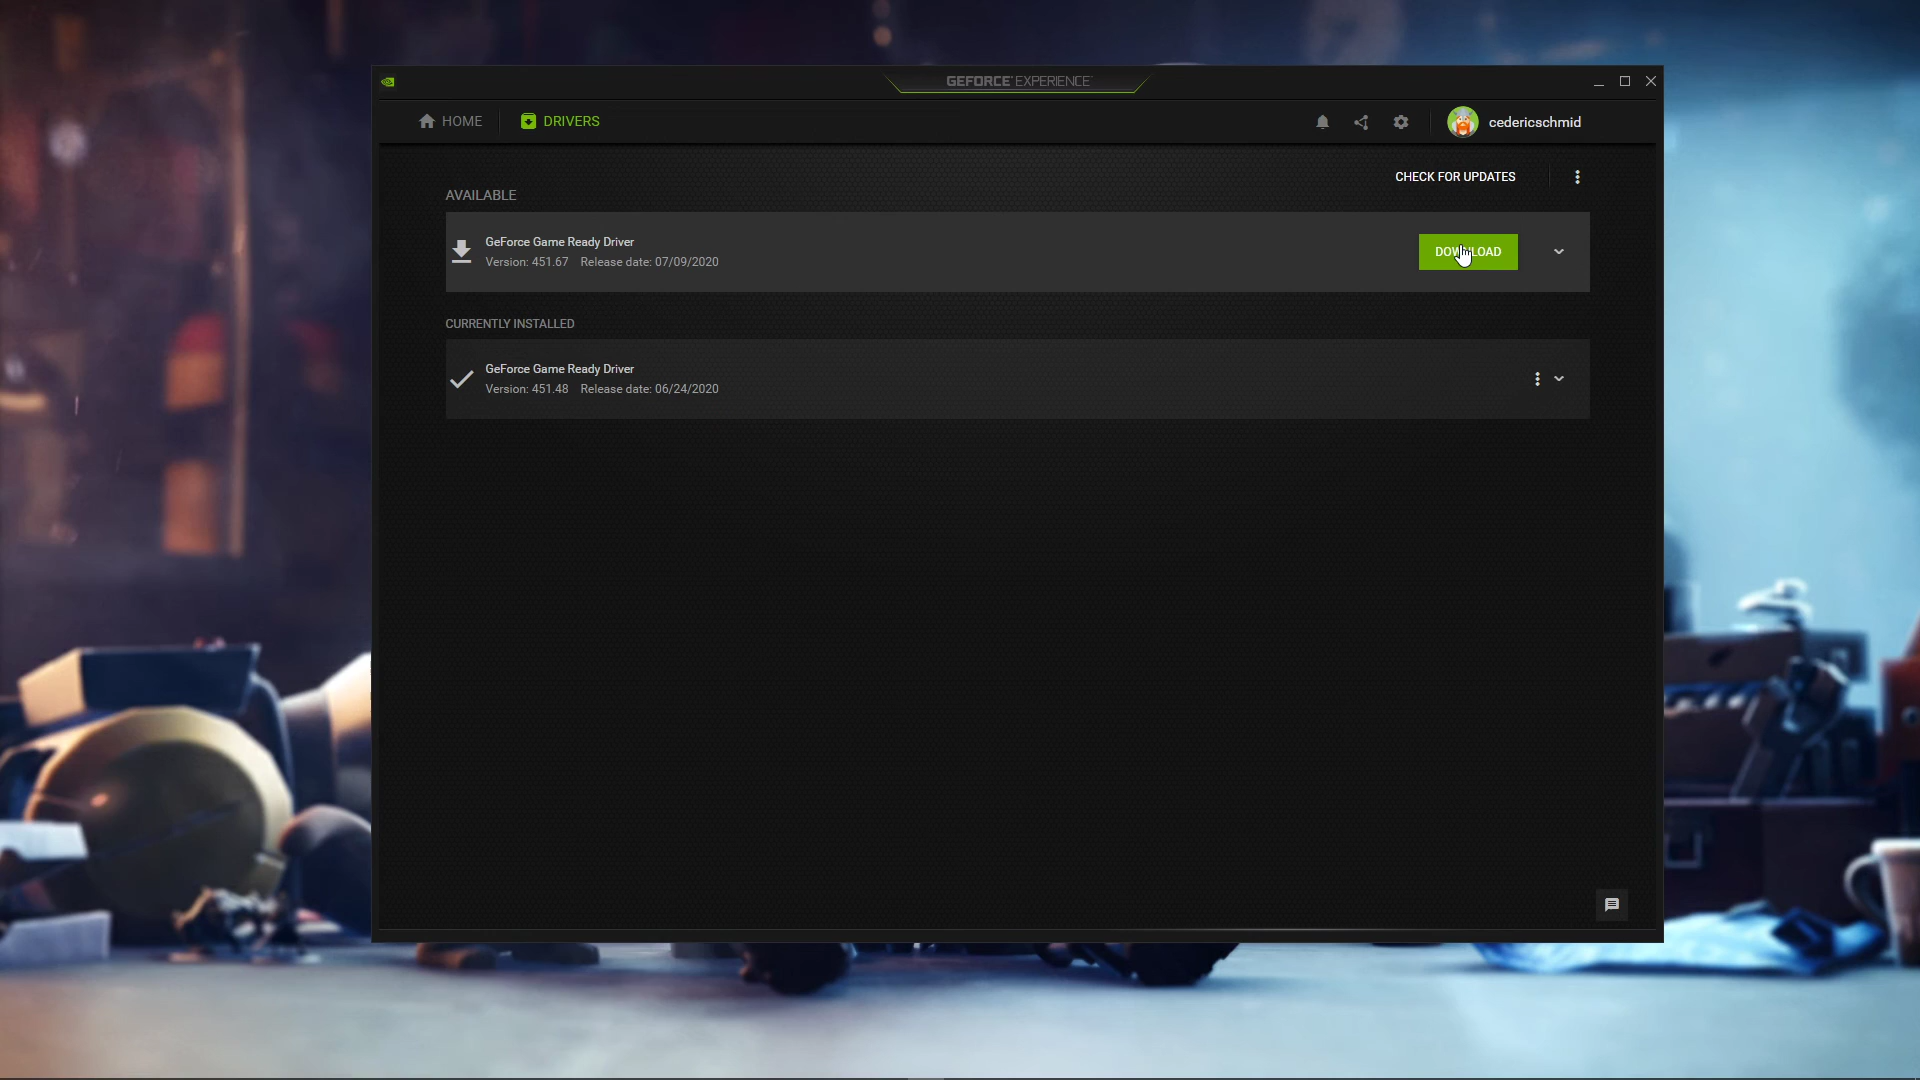 GEFORCE EXPERIENCE
HOME
DRIVERS
cedericschmid
CHECK FOR UPDATES
AVAILABLE
GeForce Game Ready Driver
DOWNLOAD
Version: 451.67 Release date: 07/09/2020
CURRENTLY INSTALLED
GeForce Game Ready Driver
Version: 451.48 Release date: 06/24/2020